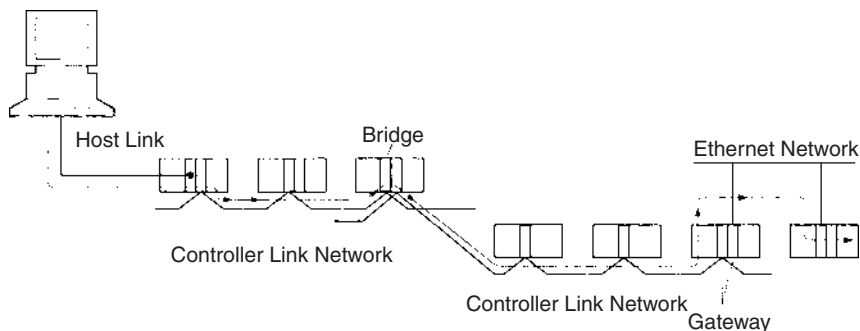 Host Link
Bridge
Ethernet Network
Controller Link Network
Controller Link Network
Gateway